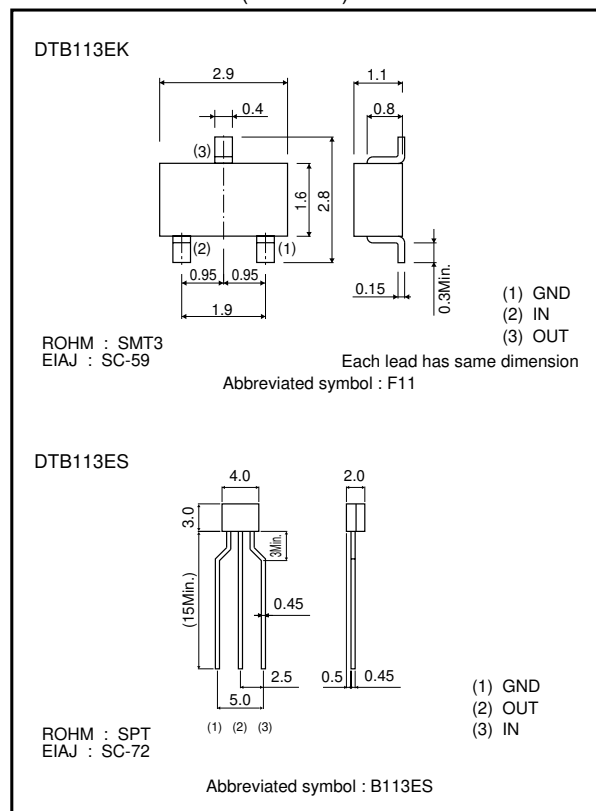 DTB113EK
2.9
1.1
0.4
0.8
(3)
1.6
2.8
(2)
(1)
0.95
0.95
1.9
0.15
0.3Min.
(1) GND
(2) IN
(3) OUT
ROHM : SMT3
EIAJ : SC-59
Each lead has same dimension
Abbreviated symbol : F11
DTB113ES
4.0
2.0
3.0
3Min.
(15Min.)
0.45
2.5
5.0
0.5
0.45
(1) (2) (3)
(1) GND
(2) OUT
(3) IN
ROHM : SPT
EIAJ : SC-72
Abbreviated symbol : B113ES